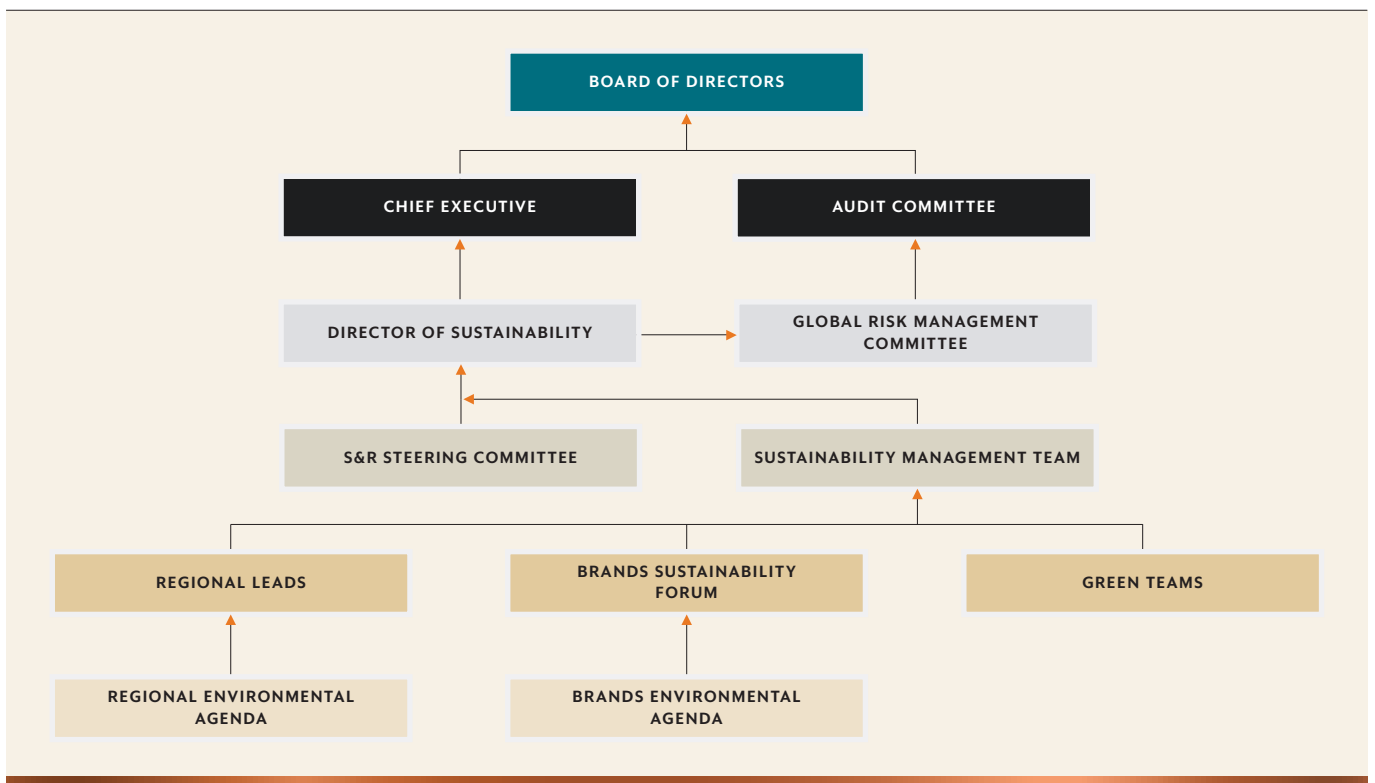 BOARD OF DIRECTORS
CHIEF EXECUTIVE
AUDIT COMMITTEE
DIRECTOR OF SUSTAINABILITY
GLOBAL RISK MANAGEMENT
COMMITTEE
S&R STEERING COMMITTEE
SUSTAINABILITY MANAGEMENT TEAM
REGIONAL LEADS
BRANDS SUSTAINABILITY
FORUM
GREEN TEAMS
REGIONAL ENVIRONMENTAL
AGENDA
BRANDS ENVIRONMENTAL
AGENDA